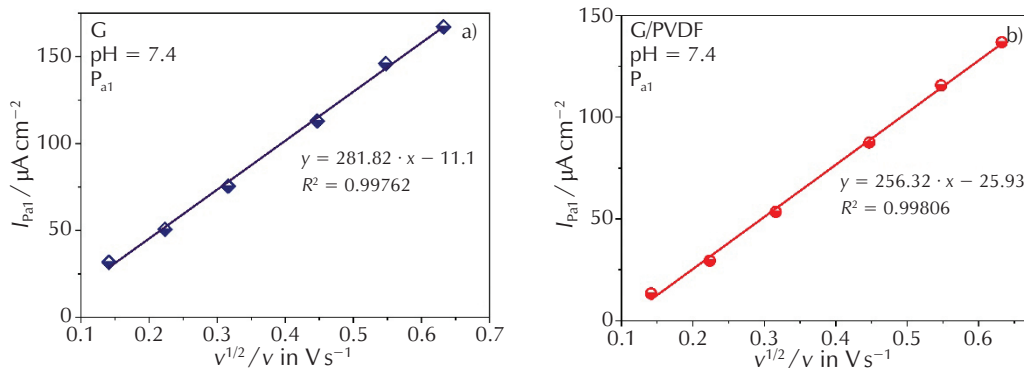 G
pH = 7.4
Pa1
a)
y = 281.82 · x − 11.1
R² = 0.99762
IPa1 / μA cm⁻²
150
100
50
0
0.1 0.2 0.3 0.4 0.5 0.6 0.7
v1/2 / v in V s⁻¹
G/PVDF
pH = 7.4
Pa1
b)
y = 256.32 · x − 25.93
R² = 0.99806
IPa1 / μA cm⁻²
150
100
50
0
0.1 0.2 0.3 0.4 0.5 0.6
v1/2 / v in V s⁻¹